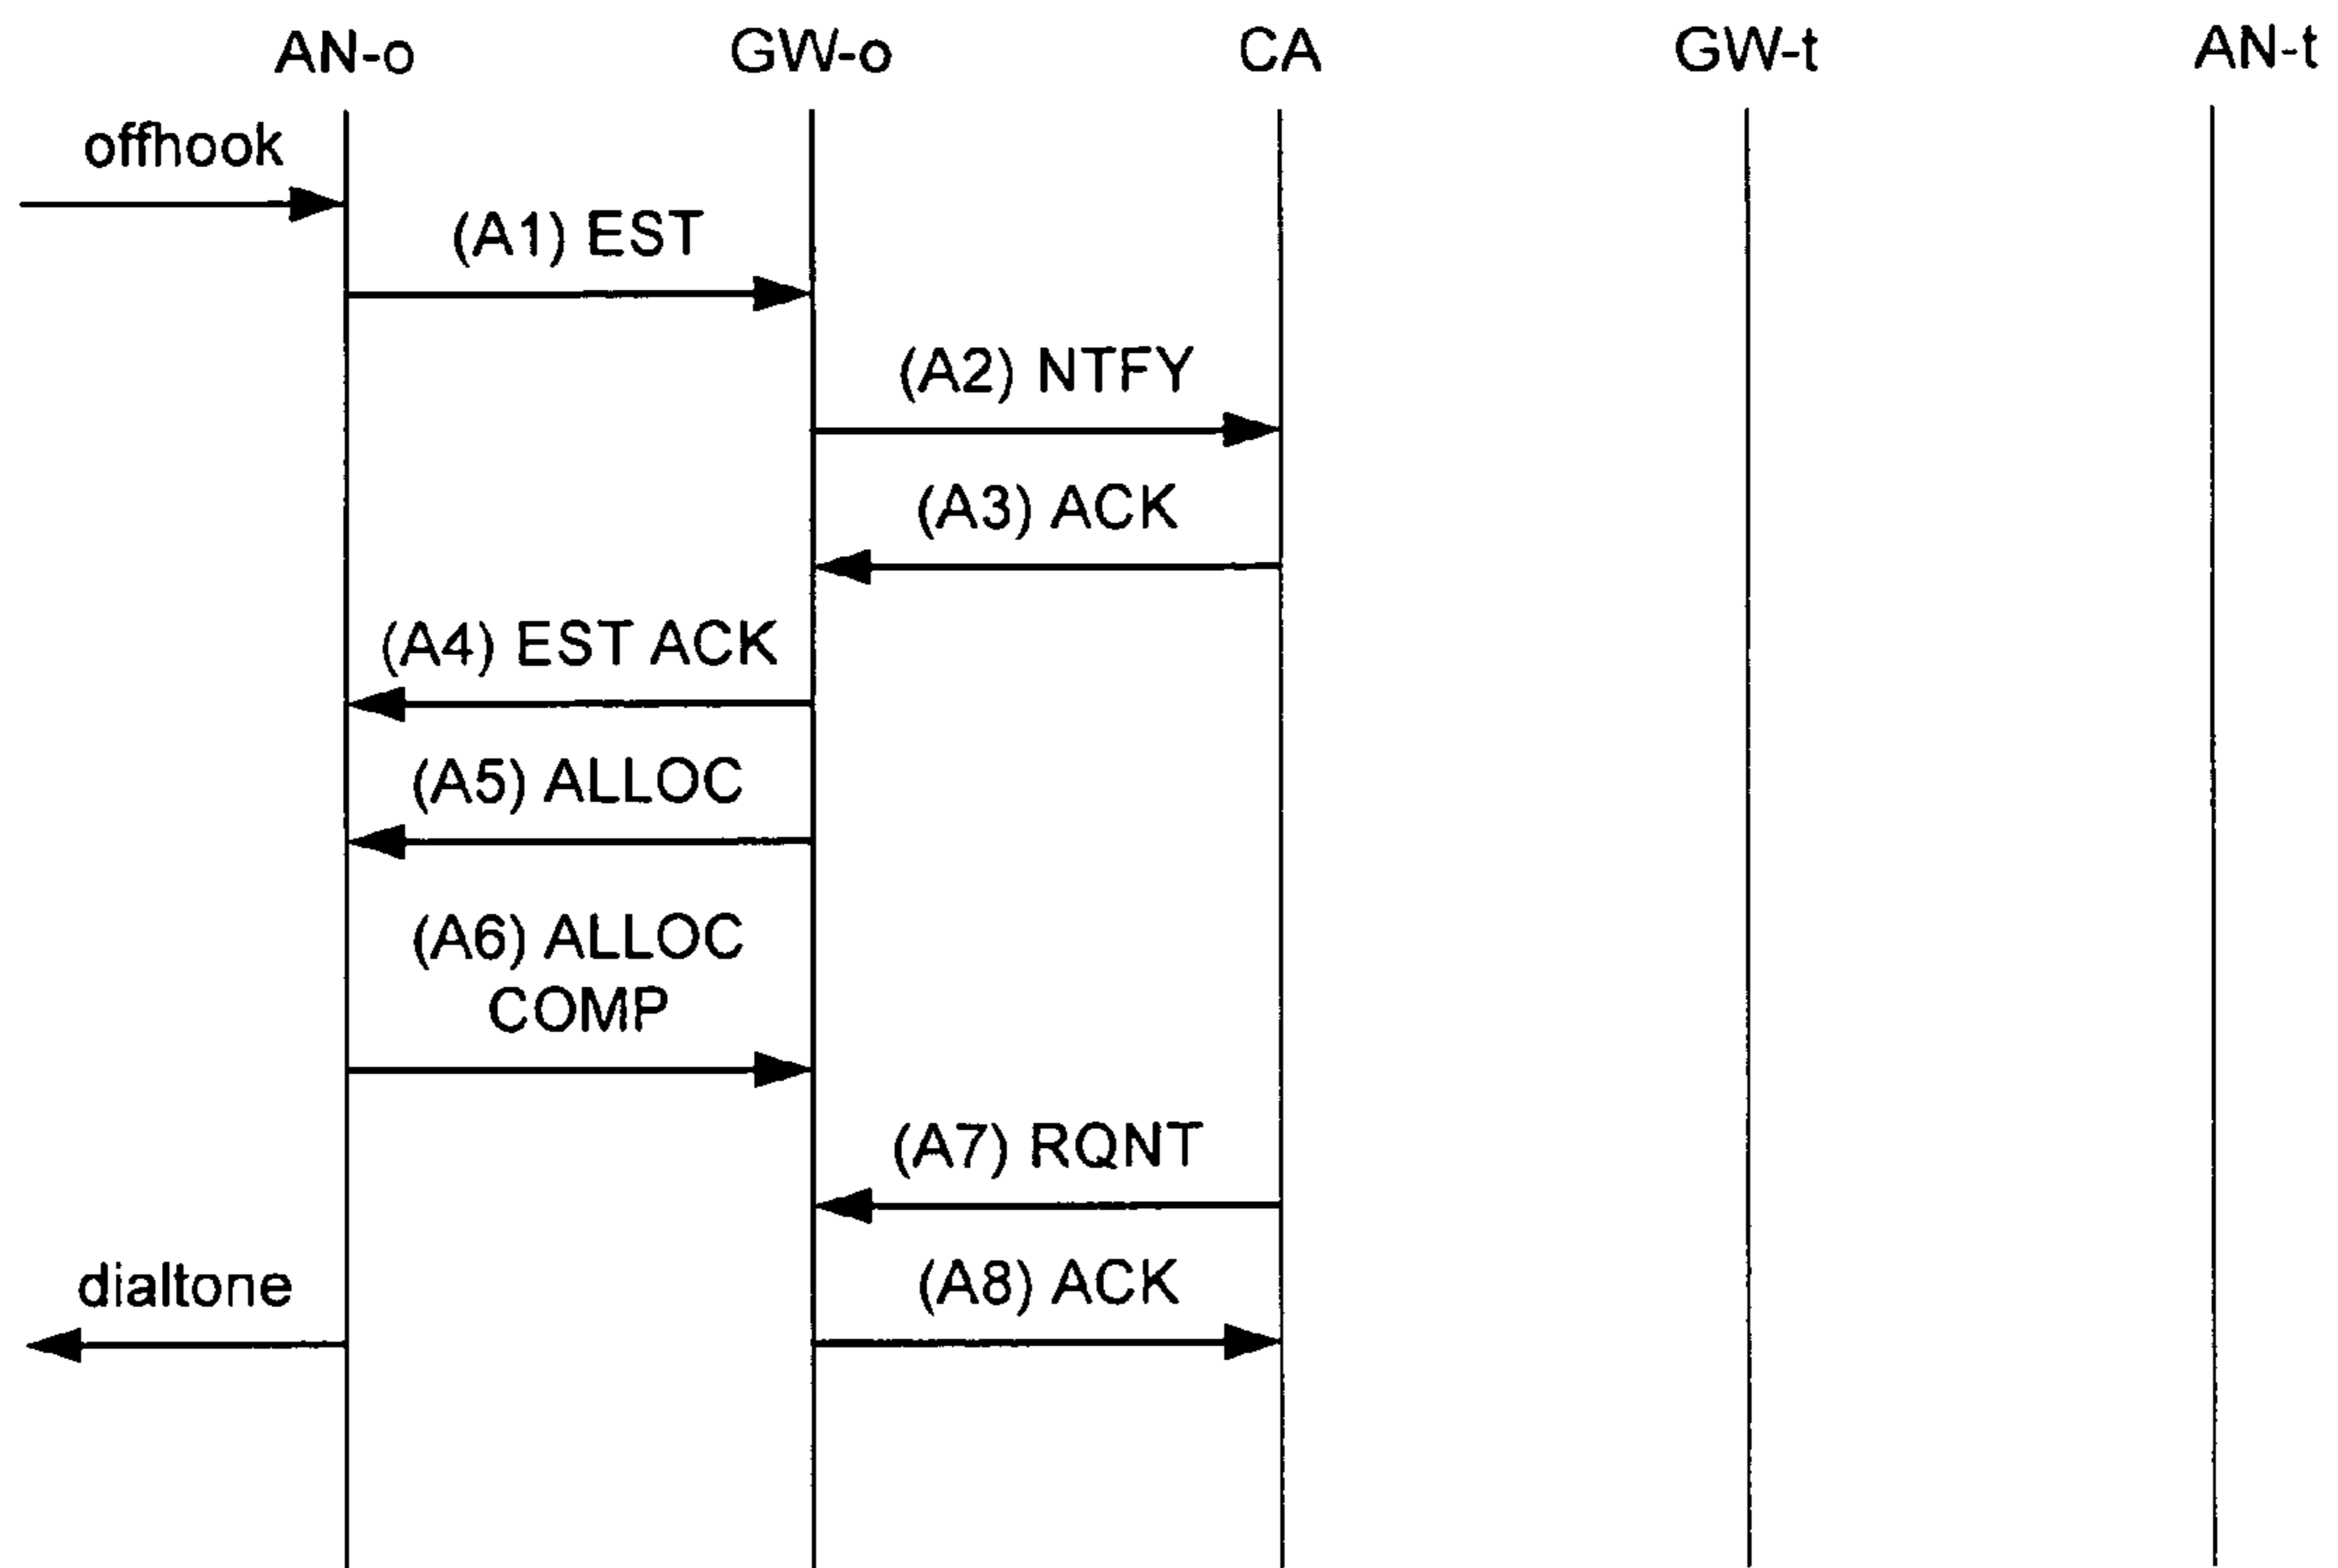 AN-o GW-o CA GW-t AN-t
offhook
(A1) EST
(A2) NTFY
(A3) ACK
(A4) EST ACK
(A5) ALLOC
(A6) ALLOC
COMP
(A7) RQNT
dialtone
(A8) ACK